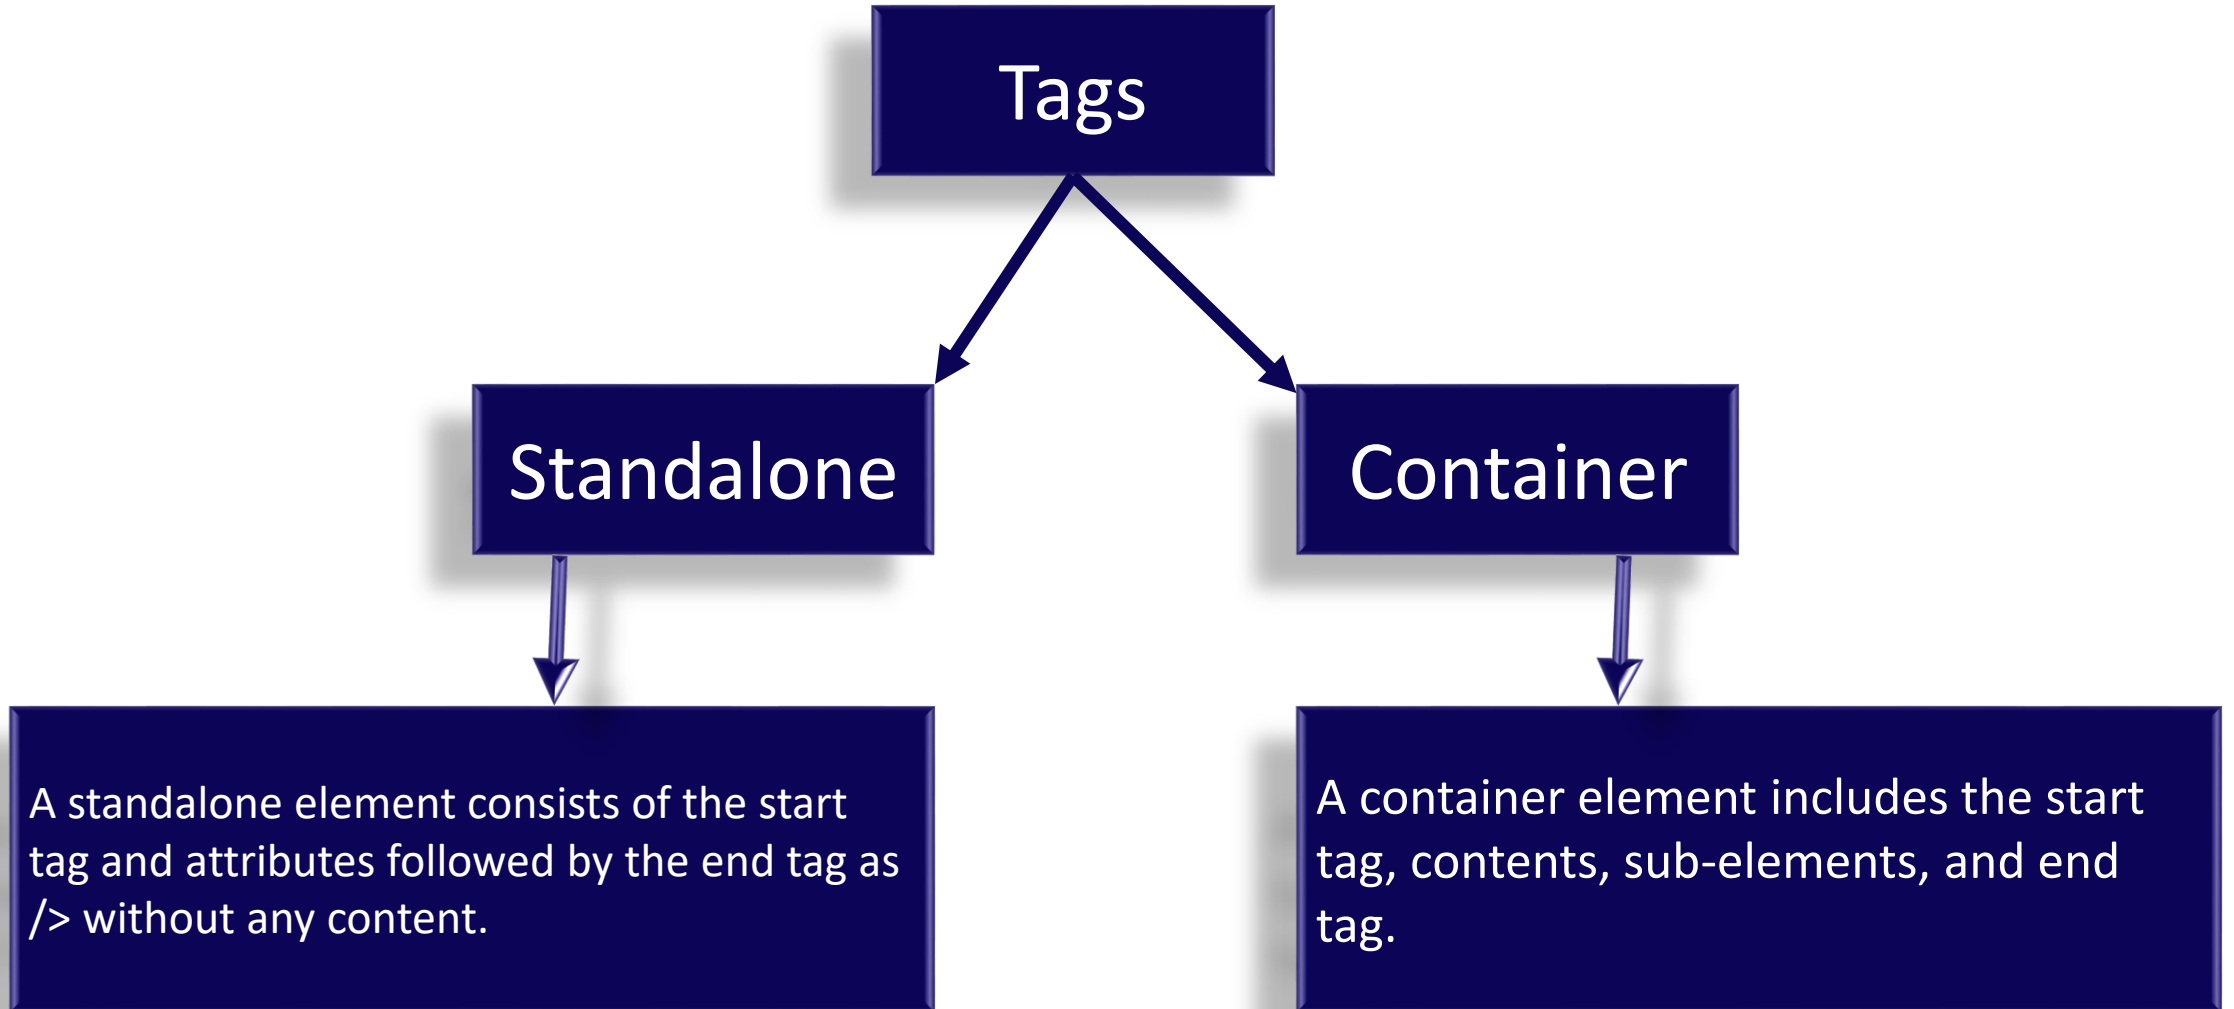 Tags
Standalone
Container
A standalone element consists of the start
tag and attributes followed by the end tag as
/> without any content.
A container element includes the start
tag, contents, sub-elements, and end
tag.